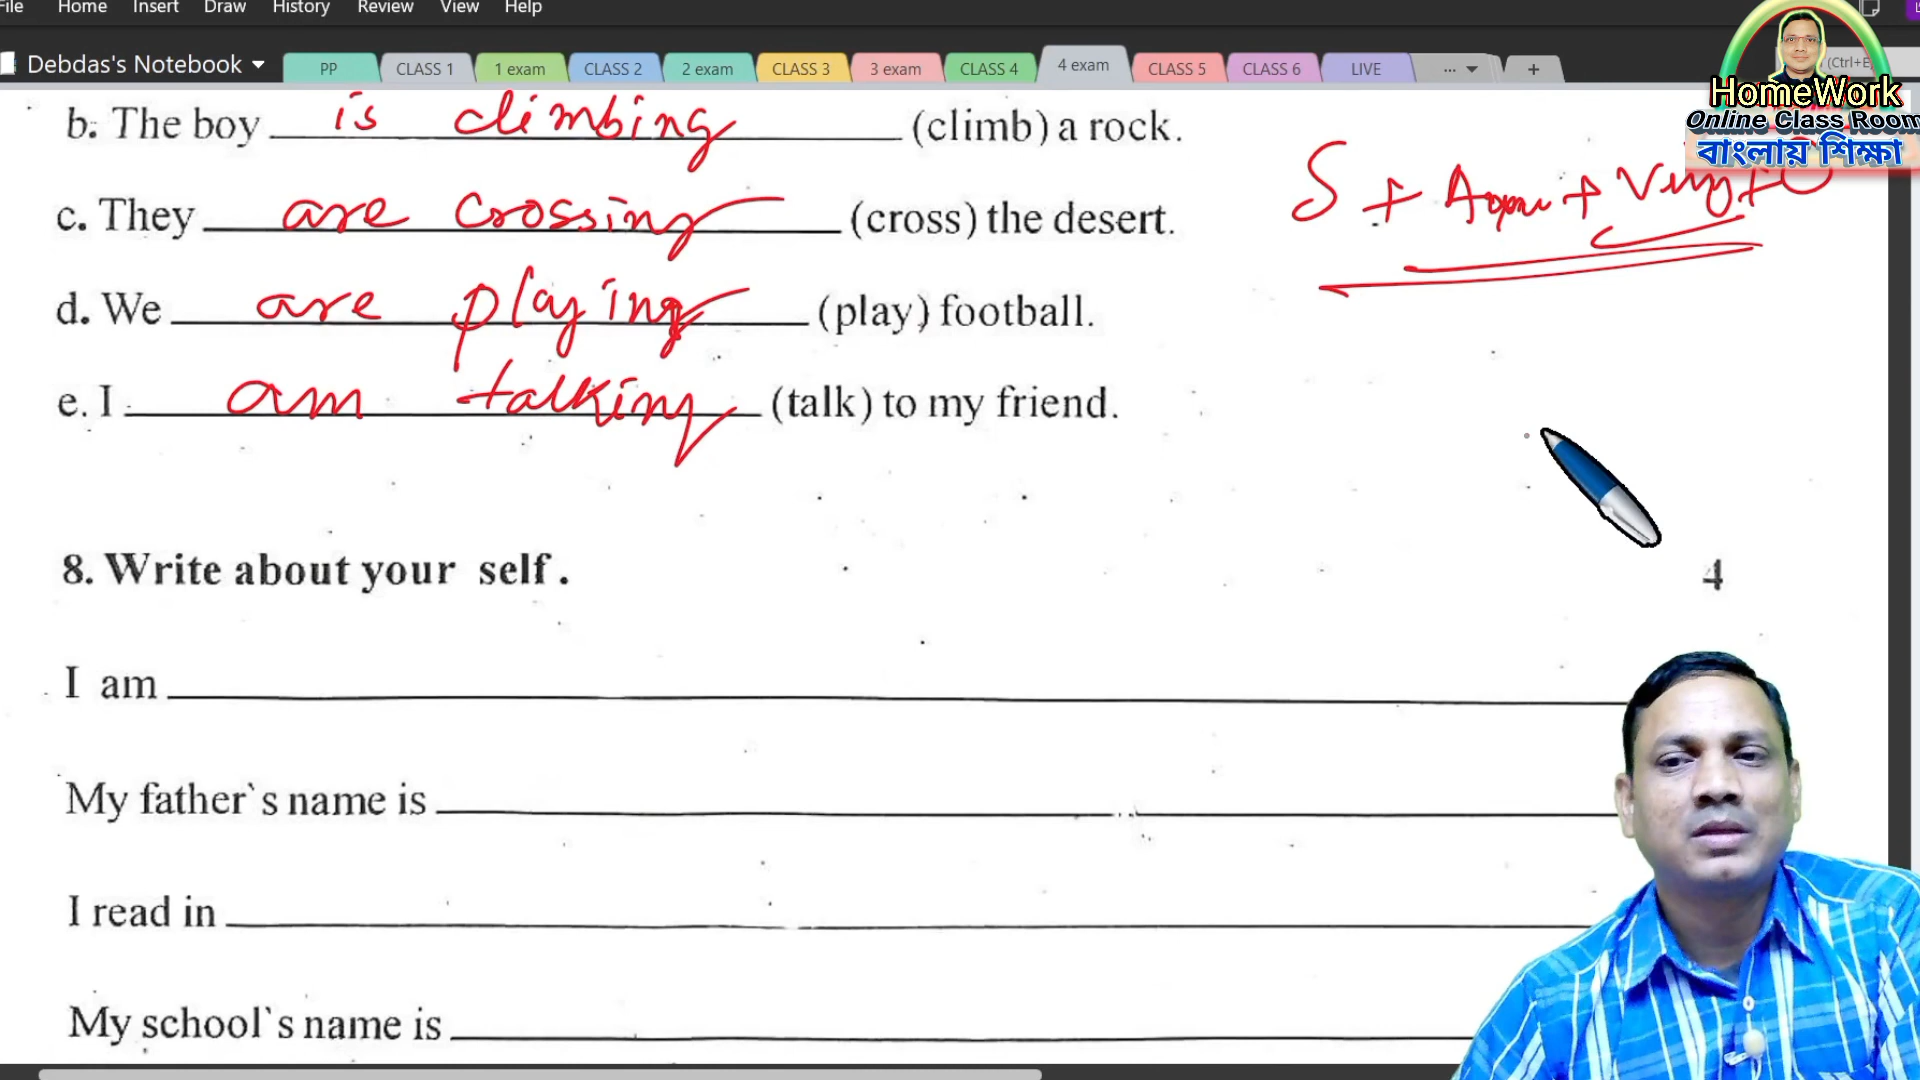 File Home Insert Draw History Review View Help
Debdas's Notebook PP CLASS 1 1 exam CLASS 2 2 exam CLASS 3 3 exam CLASS 4 4 exam CLASS 5 CLASS 6 LIVE ... + (Ctrl+E)
HomeWork
Online Class Room
বাংলায় শিক্ষা
b. The boy is climbing (climb) a rock.
S + + Ving + O
c. They are crossing (cross) the desert.
d. We are playing (play) football.
e. I am talking (talk) to my friend.
8. Write about your self. 4
I am
My father`s name is
I read in
My school`s name is